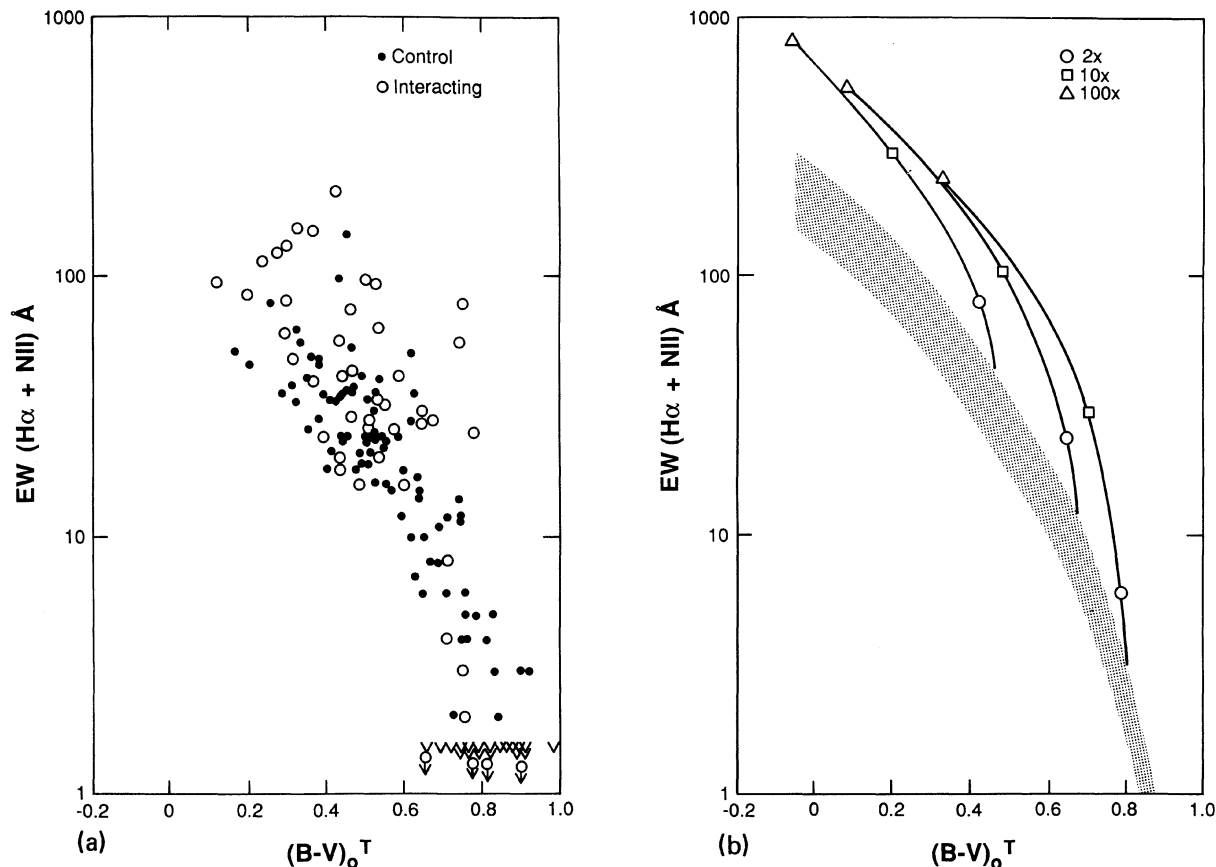 1000
100
10
1
EW (Hα + NII) Å
● Control
○ Interacting
-0.2 0 0.2 0.4 0.6 0.8 1.0
(a)
(B-V)ₒᵀ
1000
100
10
1
EW (Hα + NII) Å
○ 2x
□ 10x
△ 100x
-0.2 0 0.2 0.4 0.6 0.8 1.0
(b)
(B-V)ₒᵀ